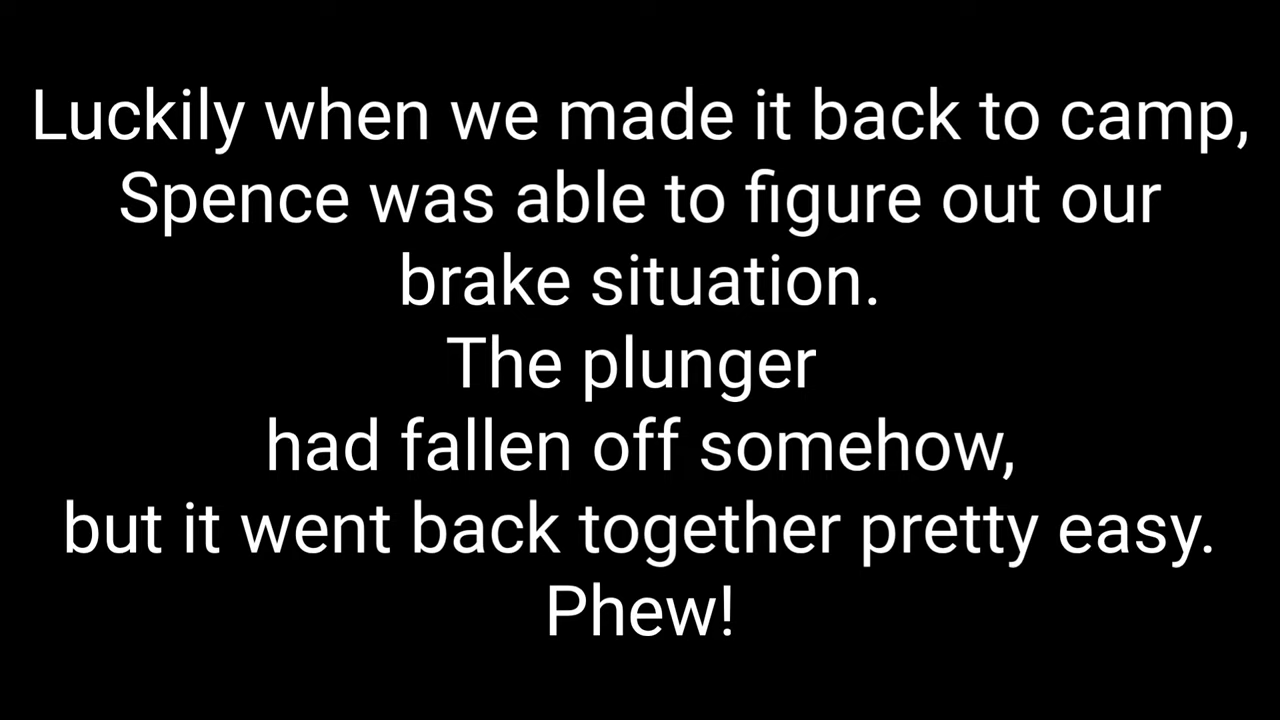 Luckily when we made it back to camp,
Spence was able to figure out our
brake situation.
The plunger
had fallen off somehow,
but it went back together pretty easy.
Phew!